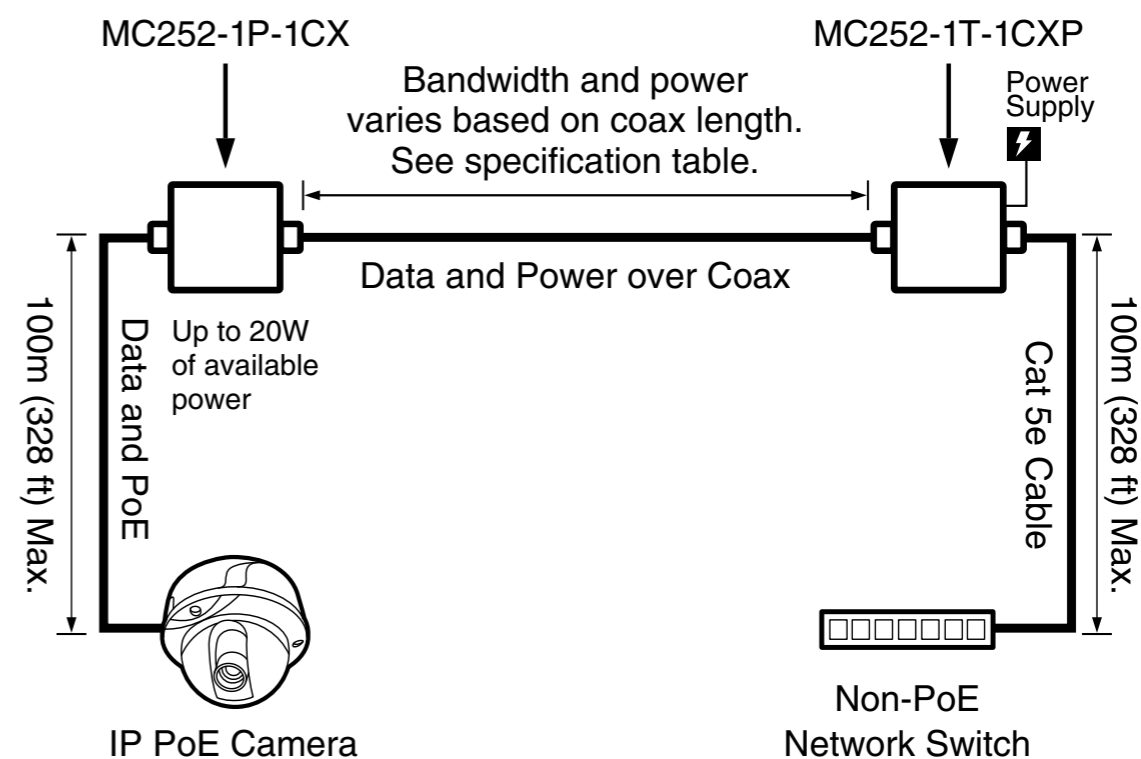 MC252-1P-1CX
MC252-1T-1CXP
Bandwidth and power
varies based on coax length.
See specification table.
Power
Supply
Data and Power over Coax
100m (328 ft) Max.
Data and PoE
Up to 20W
of available
power
Cat 5e Cable
100m (328 ft) Max.
IP PoE Camera
Non-PoE
Network Switch